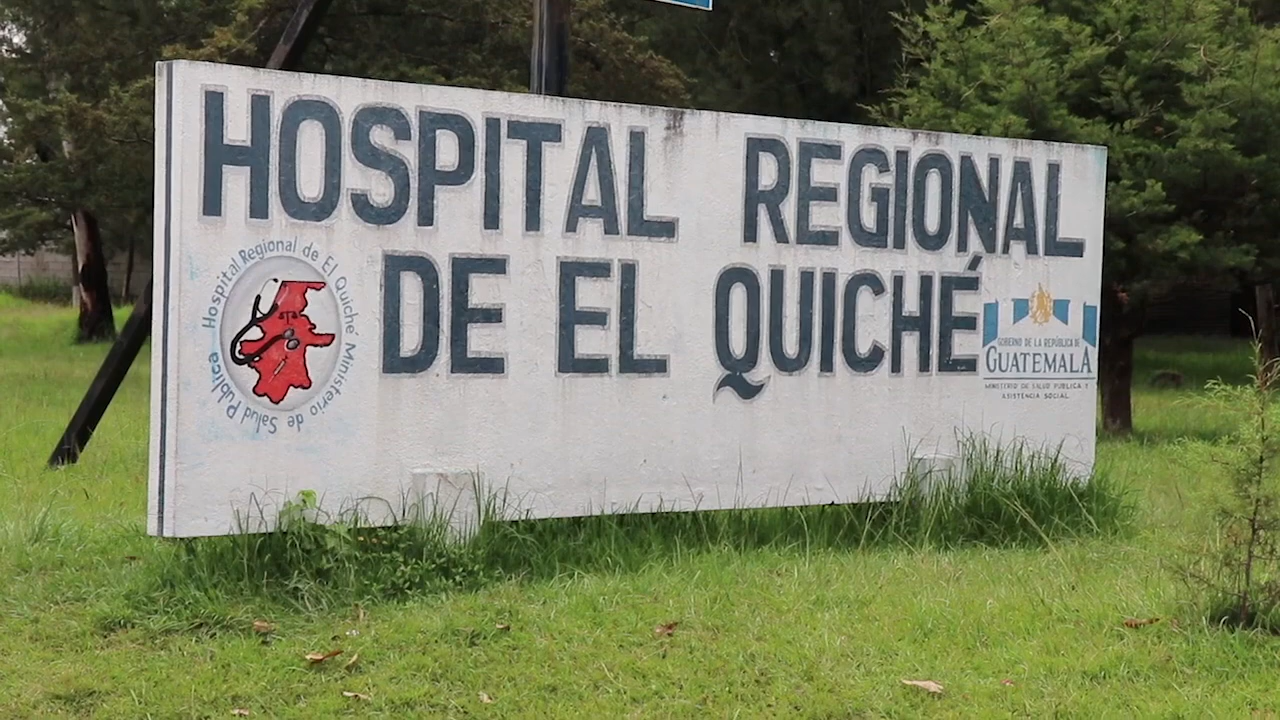 HOSPITAL REGIONAL
DE EL QUICHÉ
Hospital Regional de El Quiché Ministerio de Salud Pública
GOBIERNO DE LA REPÚBLICA DE
GUATEMALA
MINISTERIO DE SALUD PUBLICA Y
ASISTENCIA SOCIAL